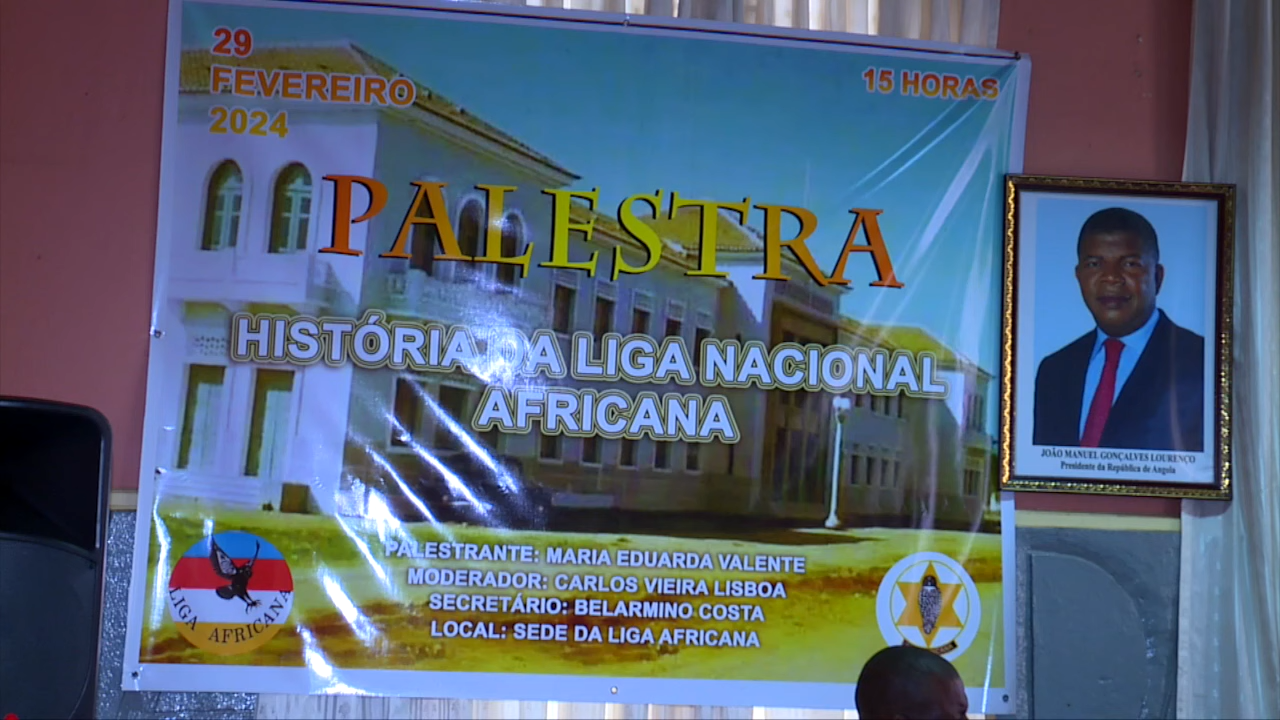 29
FEVEREIRO
2024
15 HORAS
PALESTRA
HISTÓRIA DA LIGA NACIONAL
AFRICANA
PALESTRANTE: MARIA EDUARDA VALENTE
MODERADOR: CARLOS VIEIRA LISBOA
SECRETÁRIO: BELARMINO COSTA
LOCAL: SEDE DA LIGA AFRICANA
LIGA AFRICANA
JOÃO MANUEL GONÇALVES LOURENÇO
Presidente da República de Angola